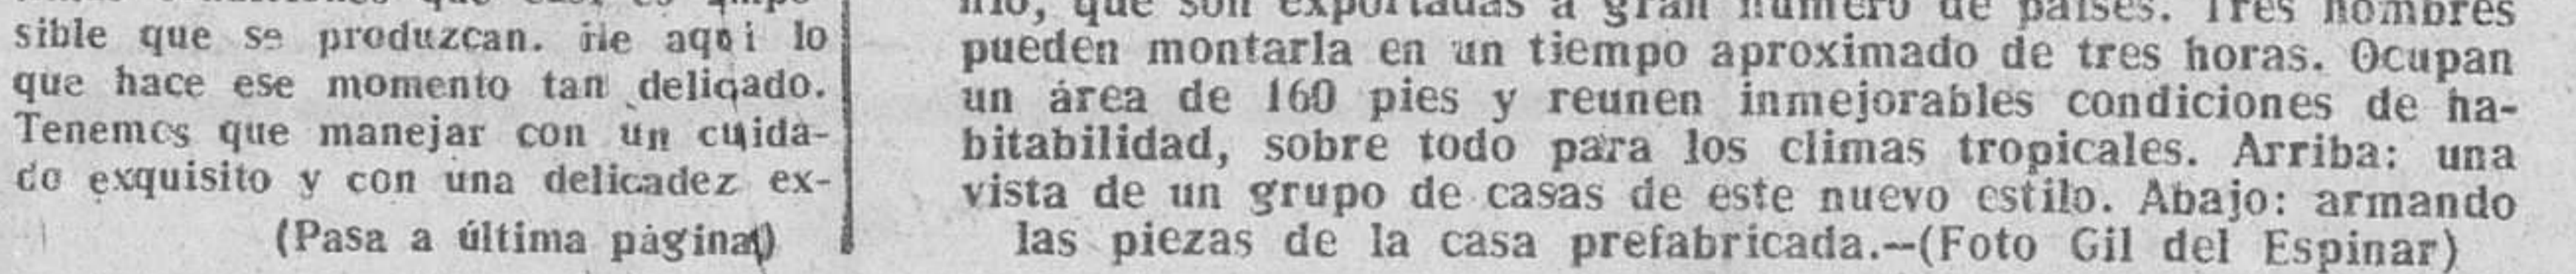 sible que se produzcan. He aqui lo
que hace ese momento tan delicado.
Tenemos que manejar con un cuida-
do exquisito y con una delicadez ex-
(Pasa a última página)
que son exportadas a gran número de países. Tres hombres
pueden montarla en un tiempo aproximado de tres horas. Ocupan
un área de 160 pies y reunen inmejorables condiciones de ha-
bitabilidad, sobre todo para los climas tropicales. Arriba: una
vista de un grupo de casas de este nuevo estilo. Abajo: armando
las piezas de la casa prefabricada.—(Foto Gil del Espinar)